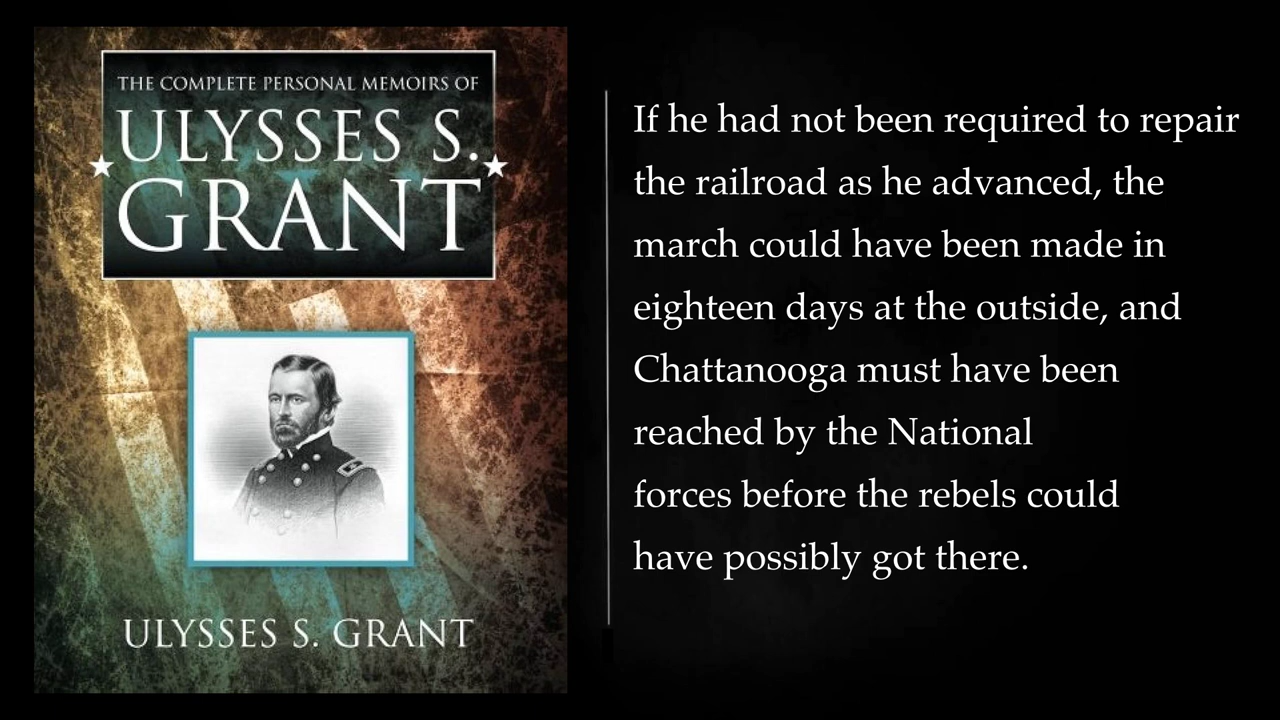 THE COMPLETE PERSONAL MEMOIRS OF
ULYSSES S.
GRANT
ULYSSES S. GRANT
If he had not been required to repair
the railroad as he advanced, the
march could have been made in
eighteen days at the outside, and
Chattanooga must have been
reached by the National
forces before the rebels could
have possibly got there.